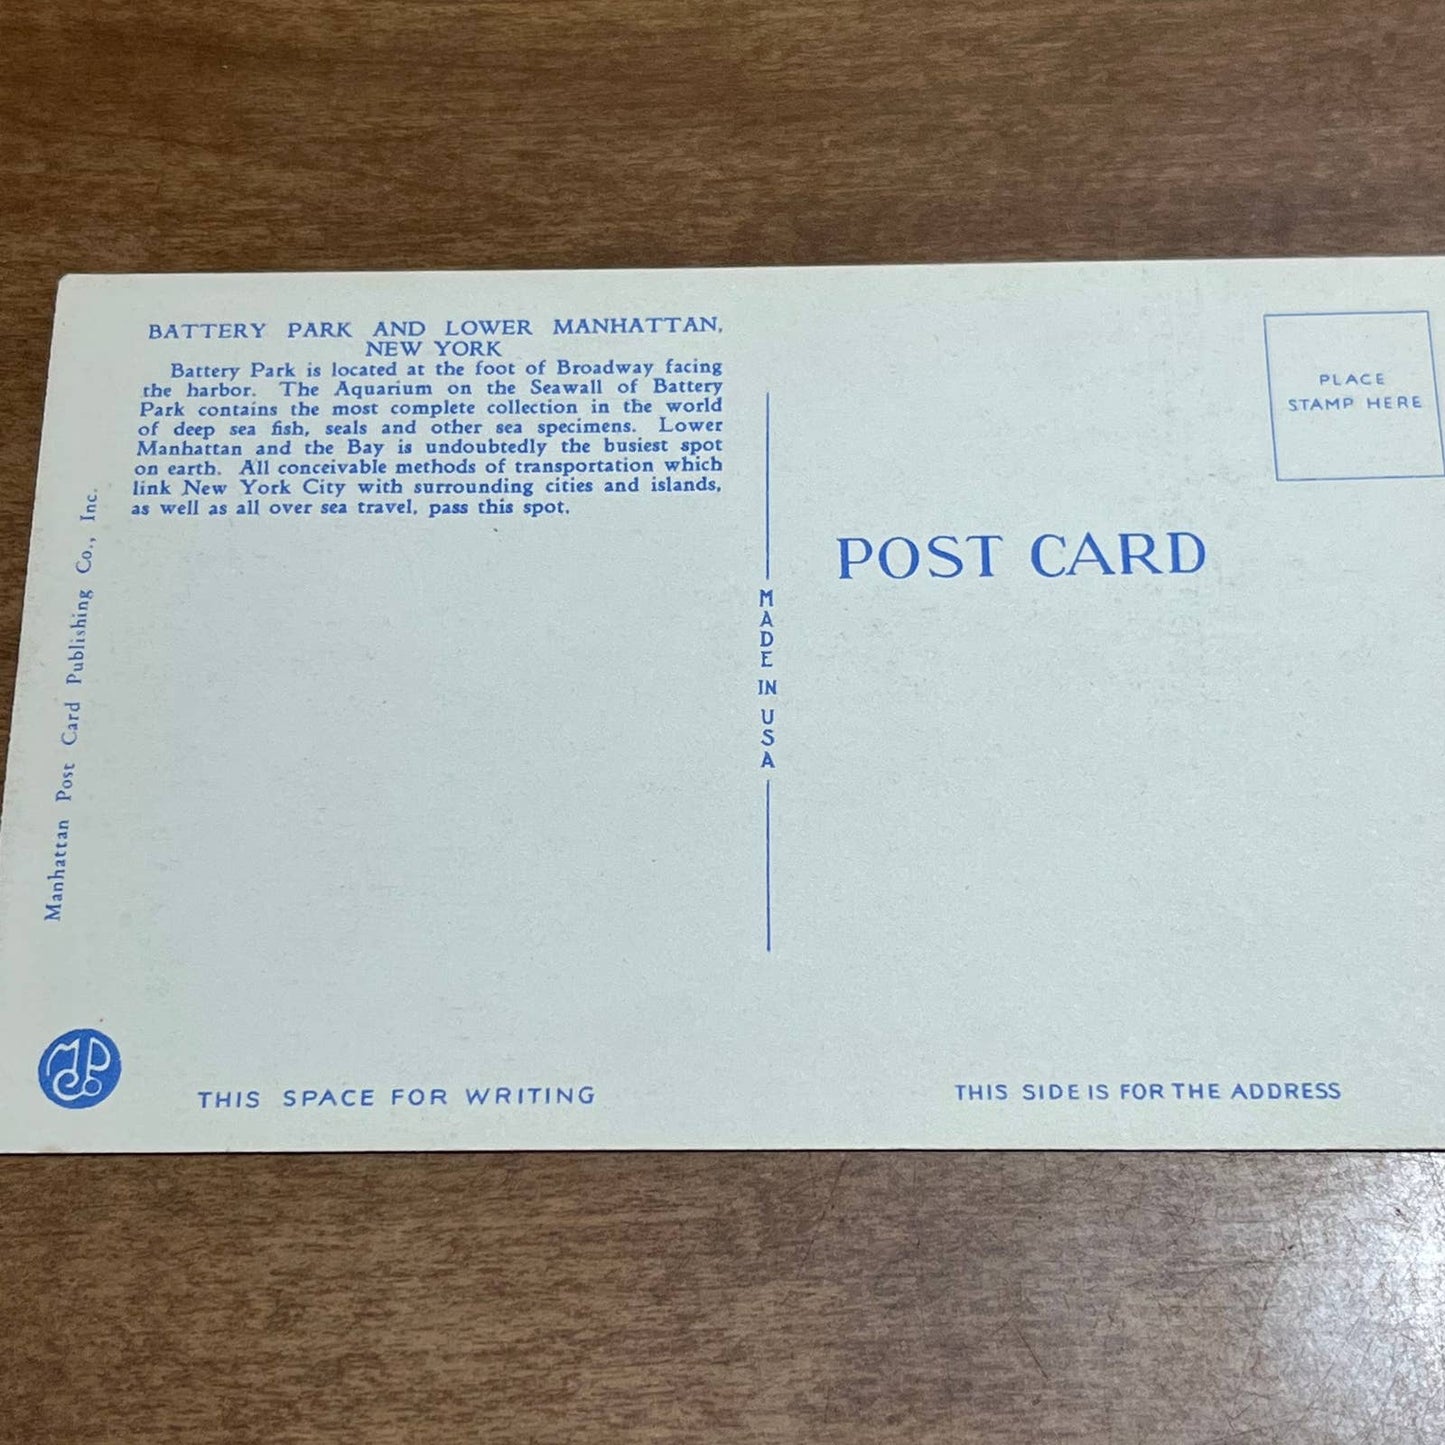 BATTERY PARK AND LOWER MANHATTAN,
NEW YORK
Battery Park is located at the foot of Broadway facing
the harbor. The Aquarium on the Seawall of Battery
Park contains the most complete collection in the world
of deep sea fish, seals and other sea specimens. Lower
Manhattan and the Bay is undoubtedly the busiest spot
on earth. All conceivable methods of transportation which
link New York City with surrounding cities and islands,
as well as all over sea travel, pass this spot.
Manhattan Post Card Publishing Co., Inc.
THIS SPACE FOR WRITING
MADE IN USA
PLACE
STAMP HERE
POST CARD
THIS SIDE IS FOR THE ADDRESS